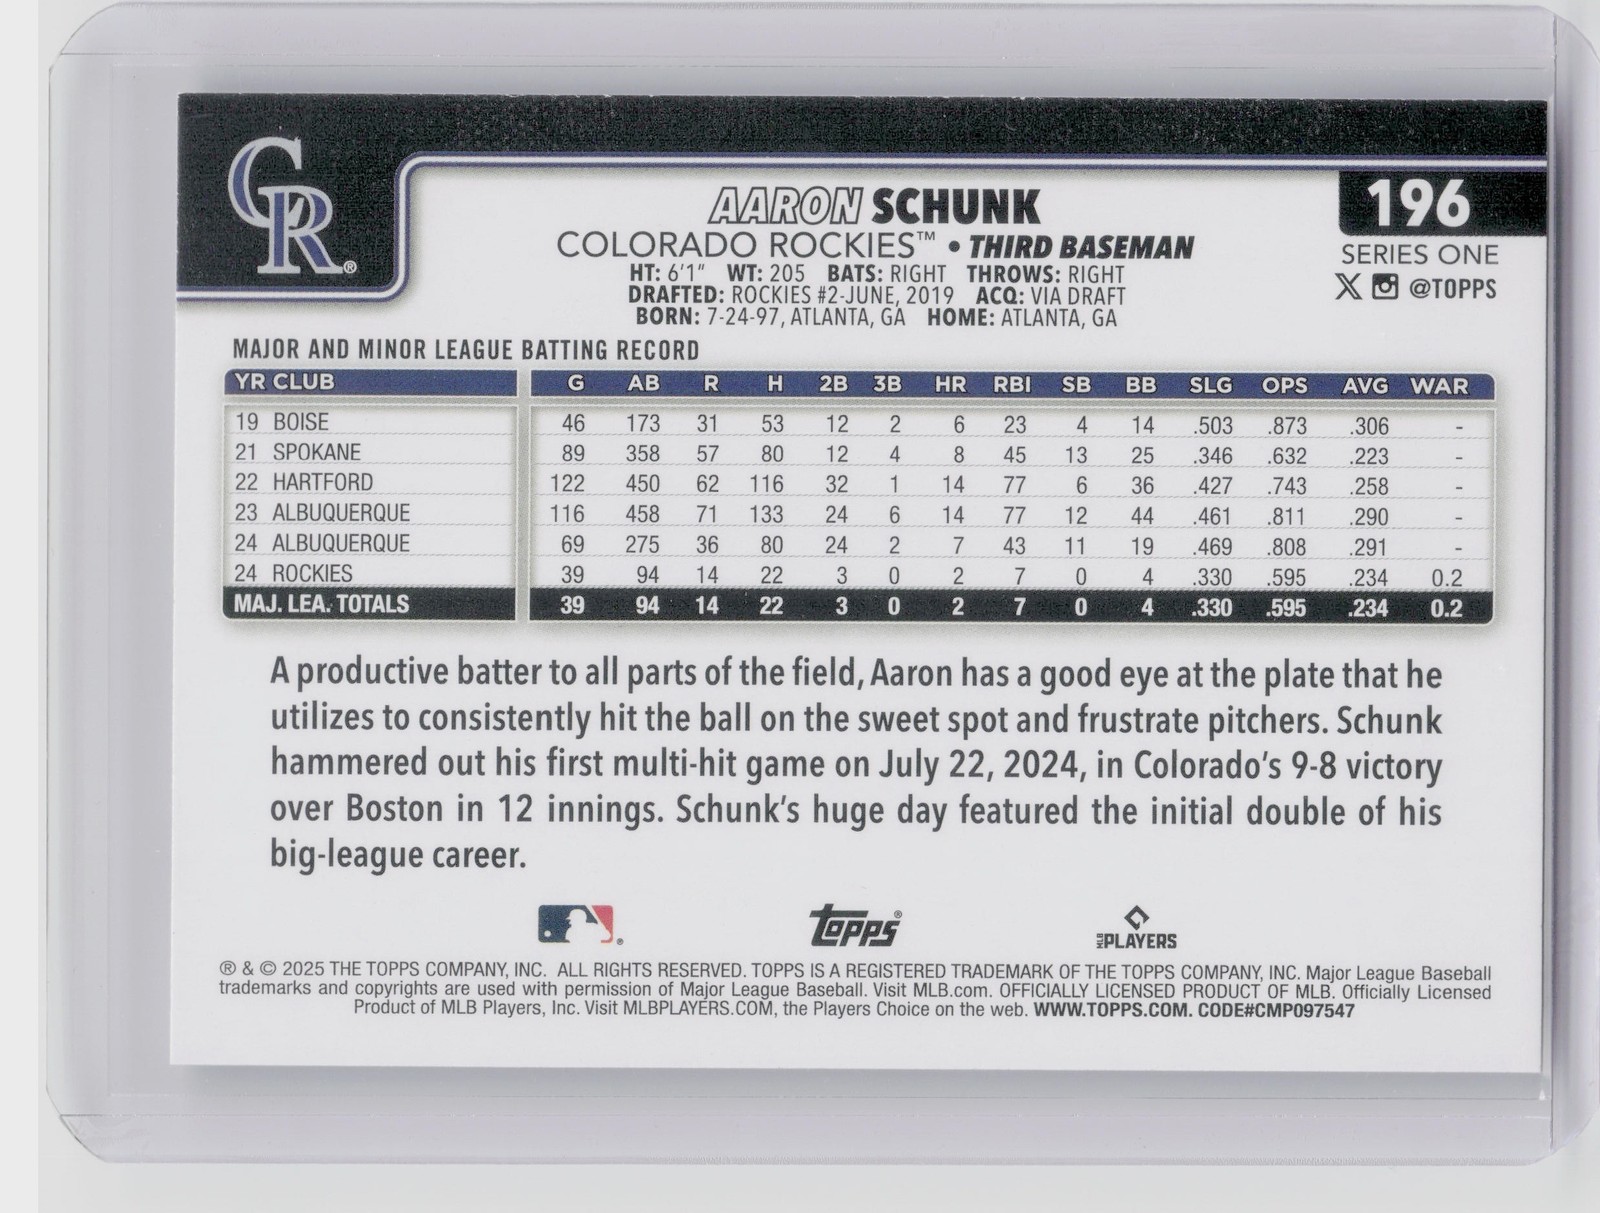 CR®
AARON SCHUNK
196
COLORADO ROCKIES™ • THIRD BASEMAN
SERIES ONE
HT: 6'1" WT: 205 BATS: RIGHT THROWS: RIGHT
@TOPPS
DRAFTED: ROCKIES #2-JUNE, 2019 ACQ: VIA DRAFT
BORN: 7-24-97, ATLANTA, GA HOME: ATLANTA, GA
MAJOR AND MINOR LEAGUE BATTING RECORD
YR CLUB G AB R H 2B 3B HR RBI SB BB SLG OPS AVG WAR
19 BOISE 46 173 31 53 12 2 6 23 4 14 .503 .873 .306 -
21 SPOKANE 89 358 57 80 12 4 8 45 13 25 .346 .632 .223 -
22 HARTFORD 122 450 62 116 32 1 14 77 6 36 .427 .743 .258 -
23 ALBUQUERQUE 116 458 71 133 24 6 14 77 12 44 .461 .811 .290 -
24 ALBUQUERQUE 69 275 36 80 24 2 7 43 11 19 .469 .808 .291 -
24 ROCKIES 39 94 14 22 3 0 2 7 0 4 .330 .595 .234 0.2
MAJ. LEA. TOTALS 39 94 14 22 3 0 2 7 0 4 .330 .595 .234 0.2
A productive batter to all parts of the field, Aaron has a good eye at the plate that he
utilizes to consistently hit the ball on the sweet spot and frustrate pitchers. Schunk
hammered out his first multi-hit game on July 22, 2024, in Colorado's 9-8 victory
over Boston in 12 innings. Schunk's huge day featured the initial double of his
big-league career.
Topps®
MLB PLAYERS
® & © 2025 THE TOPPS COMPANY, INC. ALL RIGHTS RESERVED. TOPPS IS A REGISTERED TRADEMARK OF THE TOPPS COMPANY, INC. Major League Baseball
trademarks and copyrights are used with permission of Major League Baseball. Visit MLB.com. OFFICIALLY LICENSED PRODUCT OF MLB. Officially Licensed
Product of MLB Players, Inc. Visit MLBPLAYERS.COM, the Players Choice on the web. WWW.TOPPS.COM. CODE#CMP097547